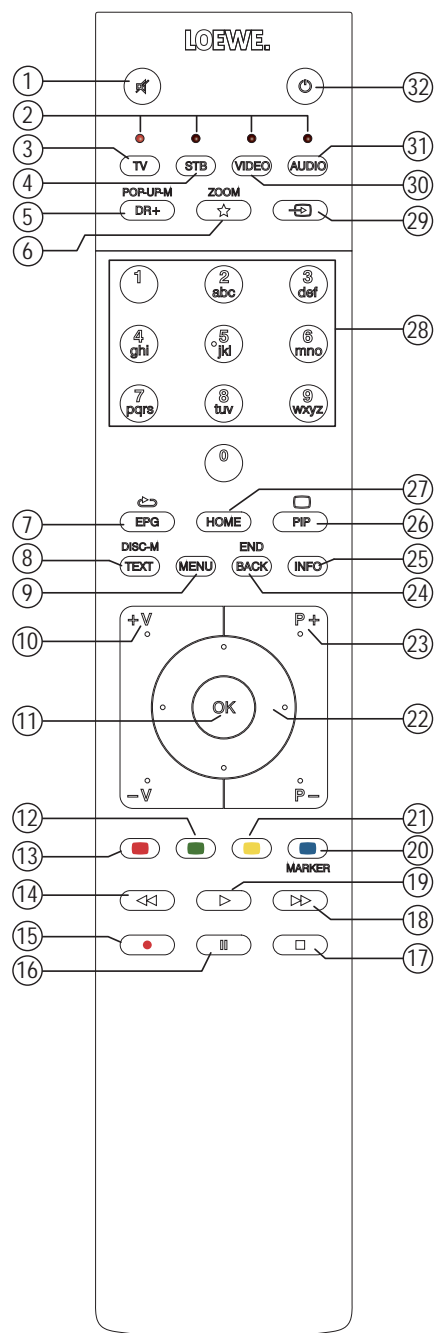 LOEWE.
1 32
2
3 TV STB VIDEO AUDIO 31
4 30
POP-UP-M ZOOM
5 DR+ 29
6
1 2 3
abc def
28
4 5 6
ghi jkl mno
7 8 9
pqrs tuv wxyz
0
27
7 EPG HOME PIP 26
DISC-M END
8 TEXT MENU BACK INFO 25
9 24
10 +V P+ 23
11 OK 22
-V P-
12 21
13 20
MARKER
19
14 18
15 16 17